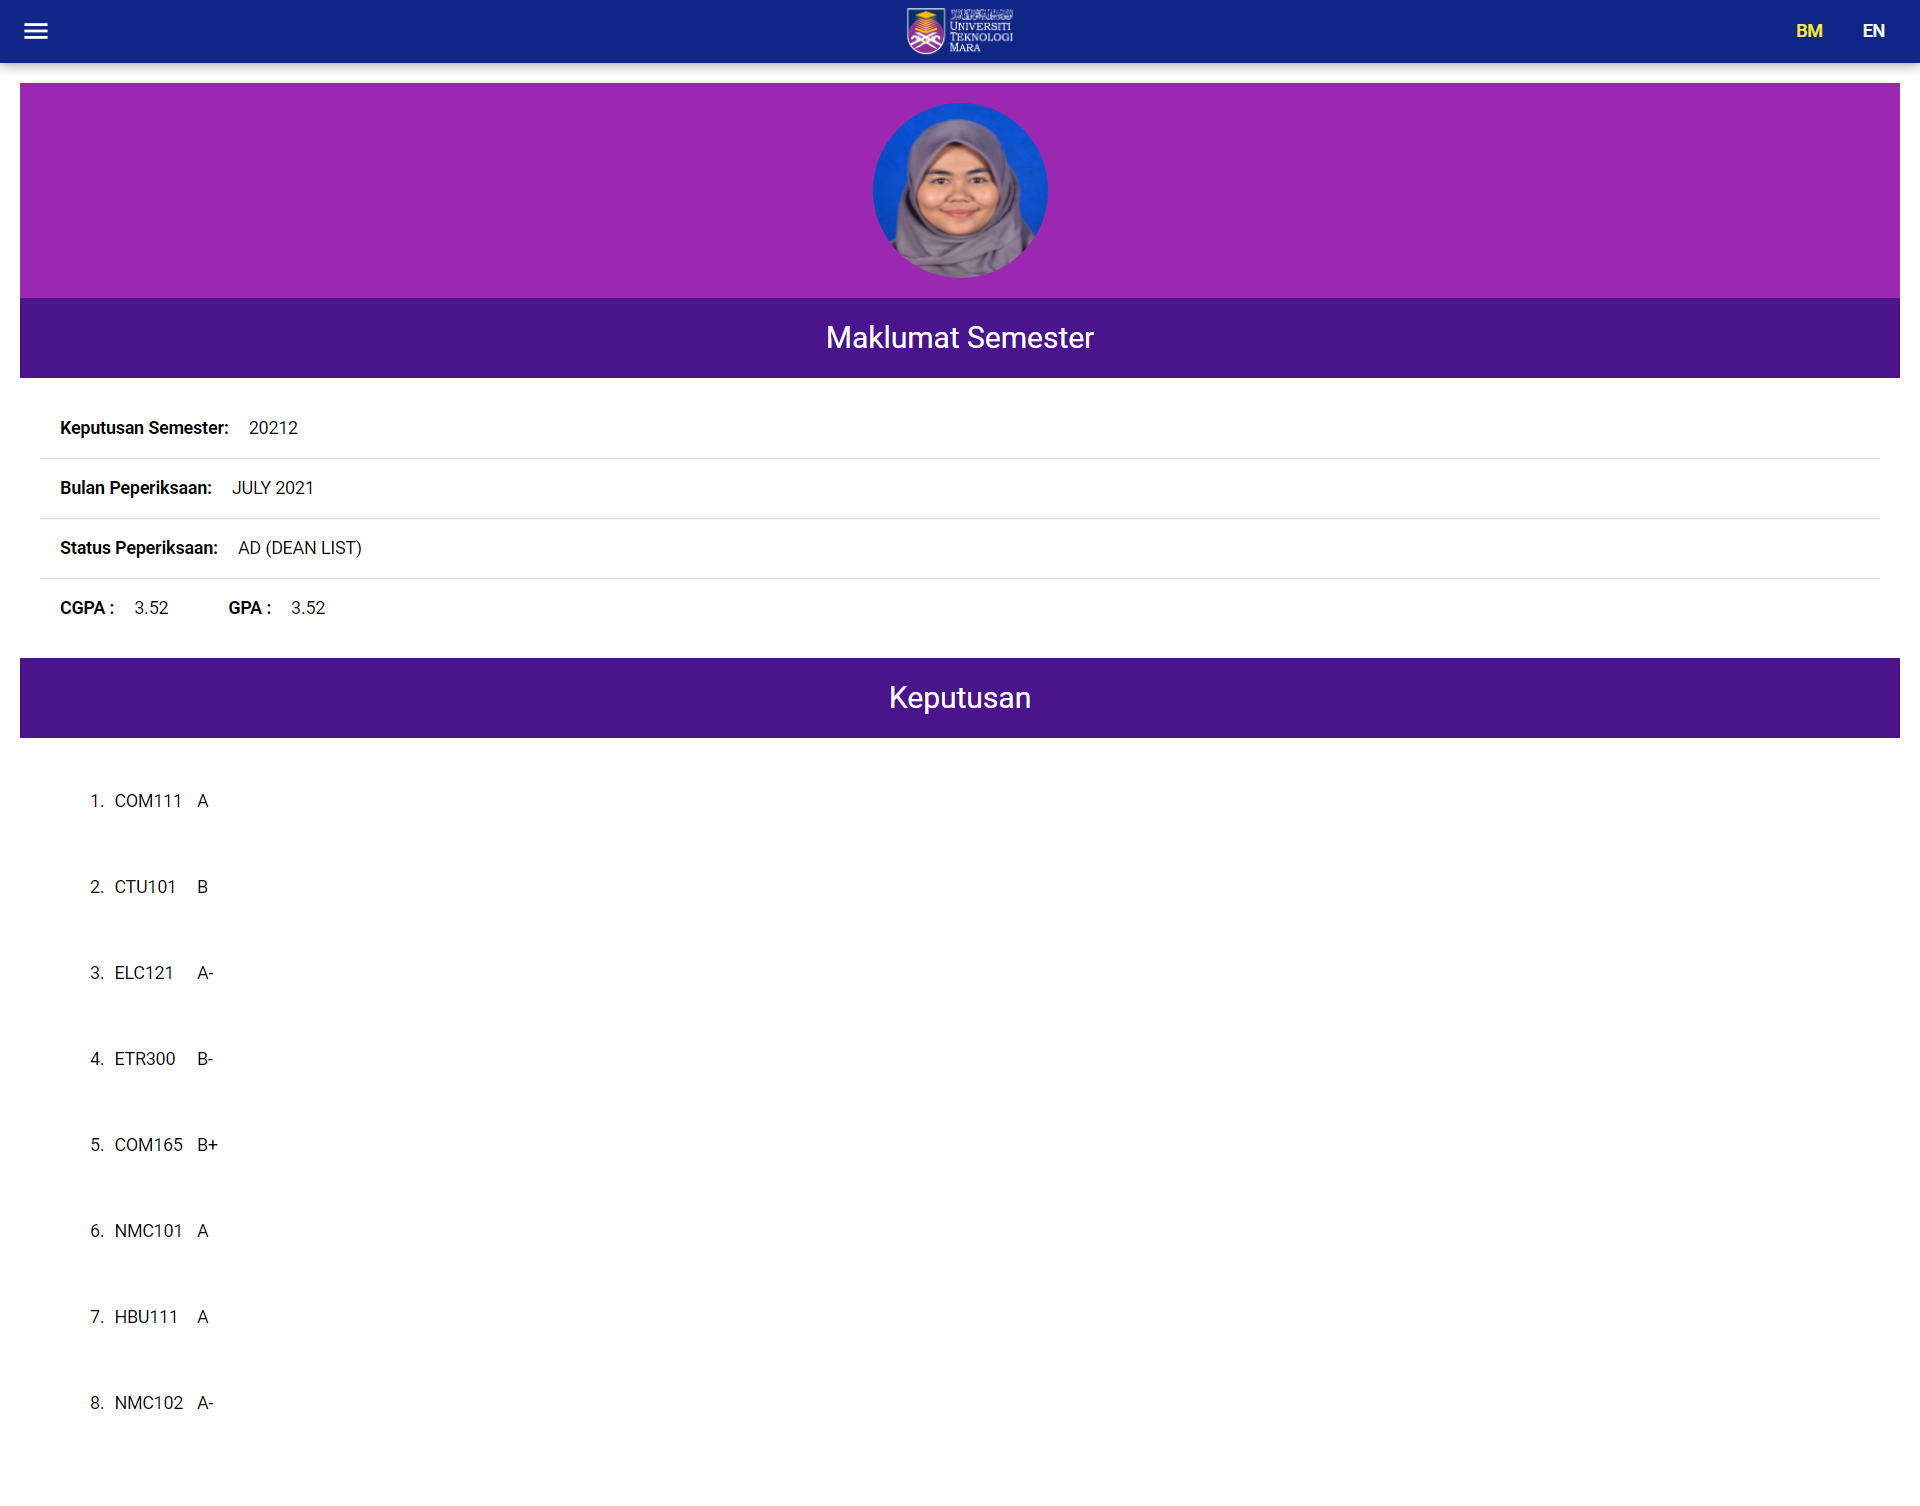 UNIVERSITI
TEKNOLOGI
MARA
BM EN
Maklumat Semester
Keputusan Semester: 20212
Bulan Peperiksaan: JULY 2021
Status Peperiksaan: AD (DEAN LIST)
CGPA : 3.52 GPA : 3.52
Keputusan
1. COM111 A
2. CTU101 B
3. ELC121 A-
4. ETR300 B-
5. COM165 B+
6. NMC101 A
7. HBU111 A
8. NMC102 A-